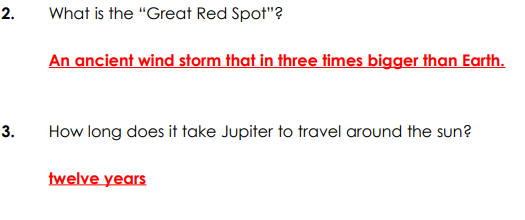 2. What is the “Great Red Spot”?
An ancient wind storm that in three times bigger than Earth.
3. How long does it take Jupiter to travel around the sun?
twelve years